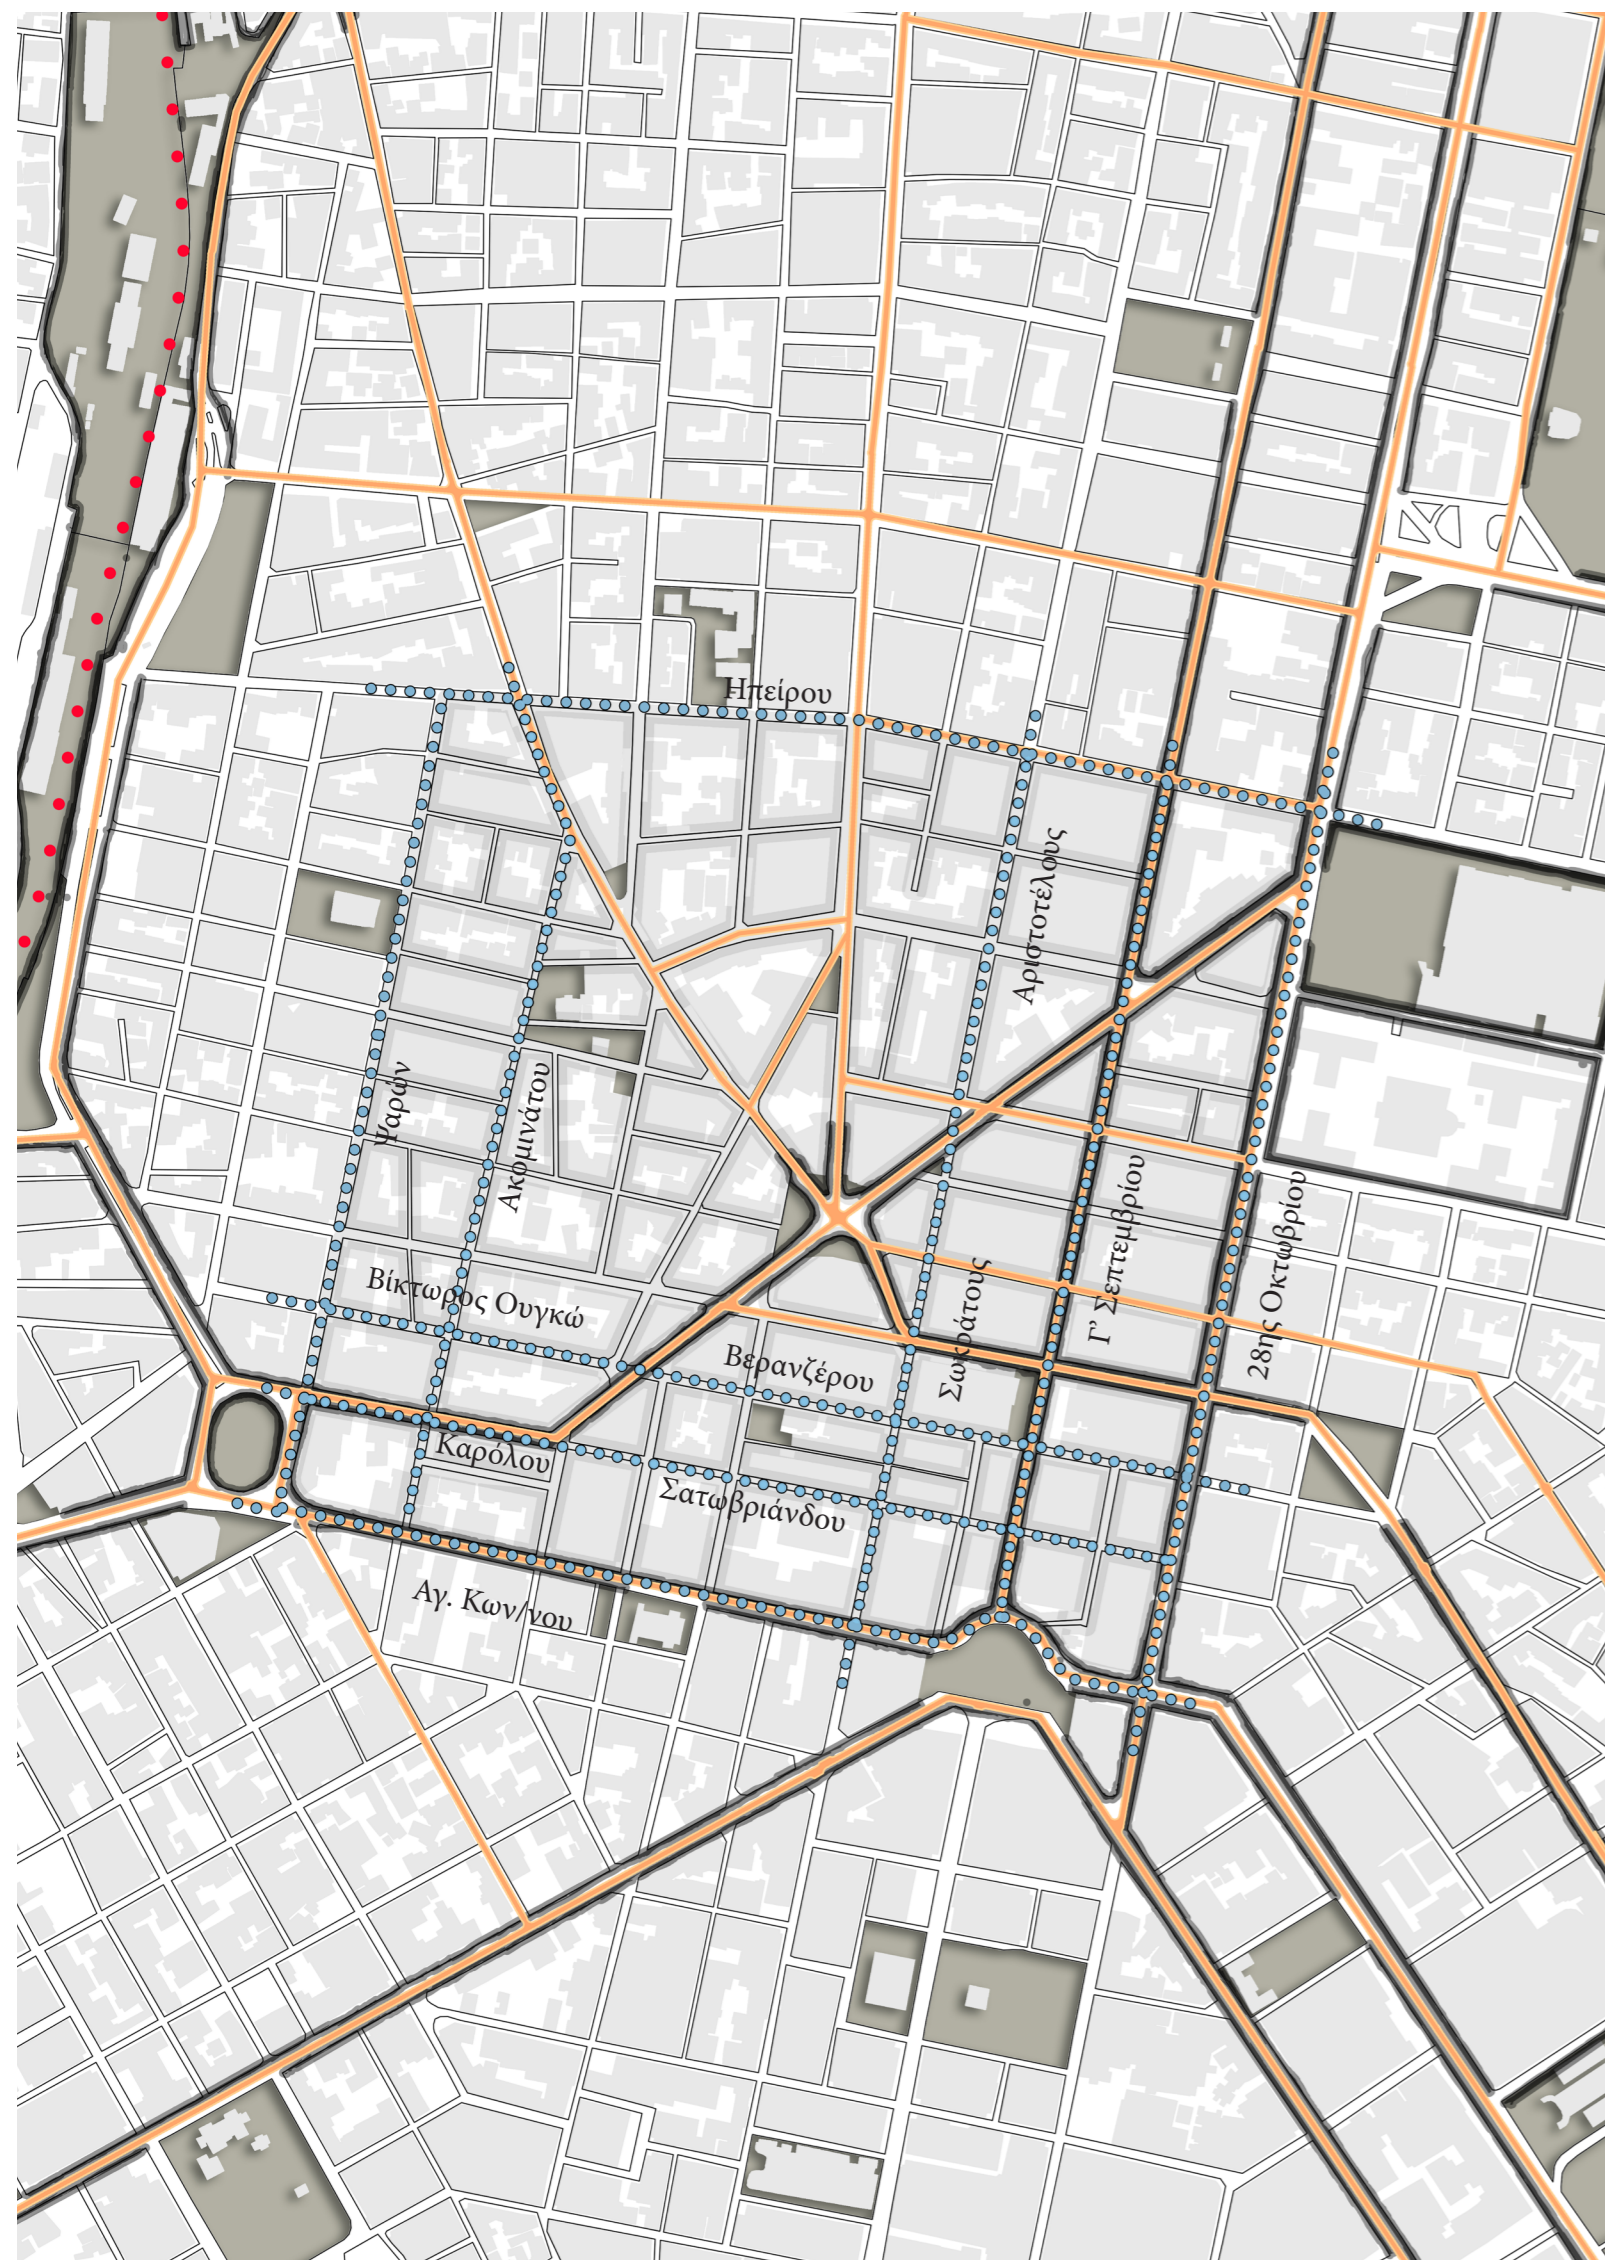 Ηπείρου
Αριστοτέλους
Ψαρών
Ακομινάτου
Γ' Σεπτεμβρίου
28ης Οκτωβρίου
Σωκράτους
Βίκτωρος Ουγκώ
Βερανζέρου
Καρόλου
Σατωβριάνδου
Αγ. Κων/νου